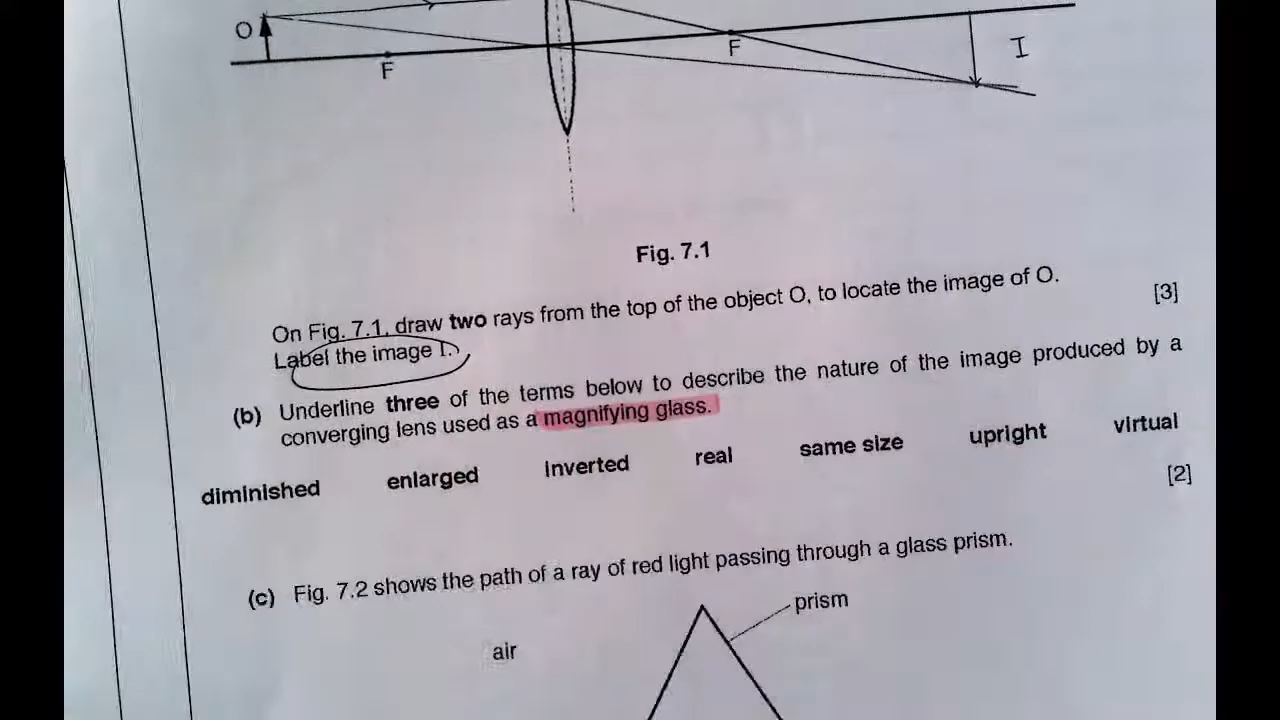 O
F
F
I
Fig. 7.1
On Fig. 7.1, draw two rays from the top of the object O, to locate the image of O.
Label the image I.
[3]
(b) Underline three of the terms below to describe the nature of the image produced by a
converging lens used as a magnifying glass.
diminished enlarged inverted real same size upright virtual
[2]
(c) Fig. 7.2 shows the path of a ray of red light passing through a glass prism.
prism
air